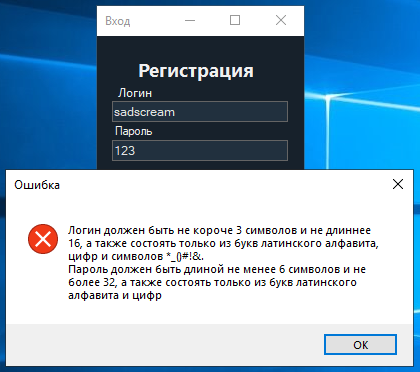 Вход
Регистрация
Логин
sadscream
Пароль
123
Ошибка
Логин должен быть не короче 3 символов и не длиннее
16, а также состоять только из букв латинского алфавита,
цифр и символов *_()#!&.
Пароль должен быть длиной не менее 6 символов и не
более 32, а также состоять только из букв латинского
алфавита и цифр
OK